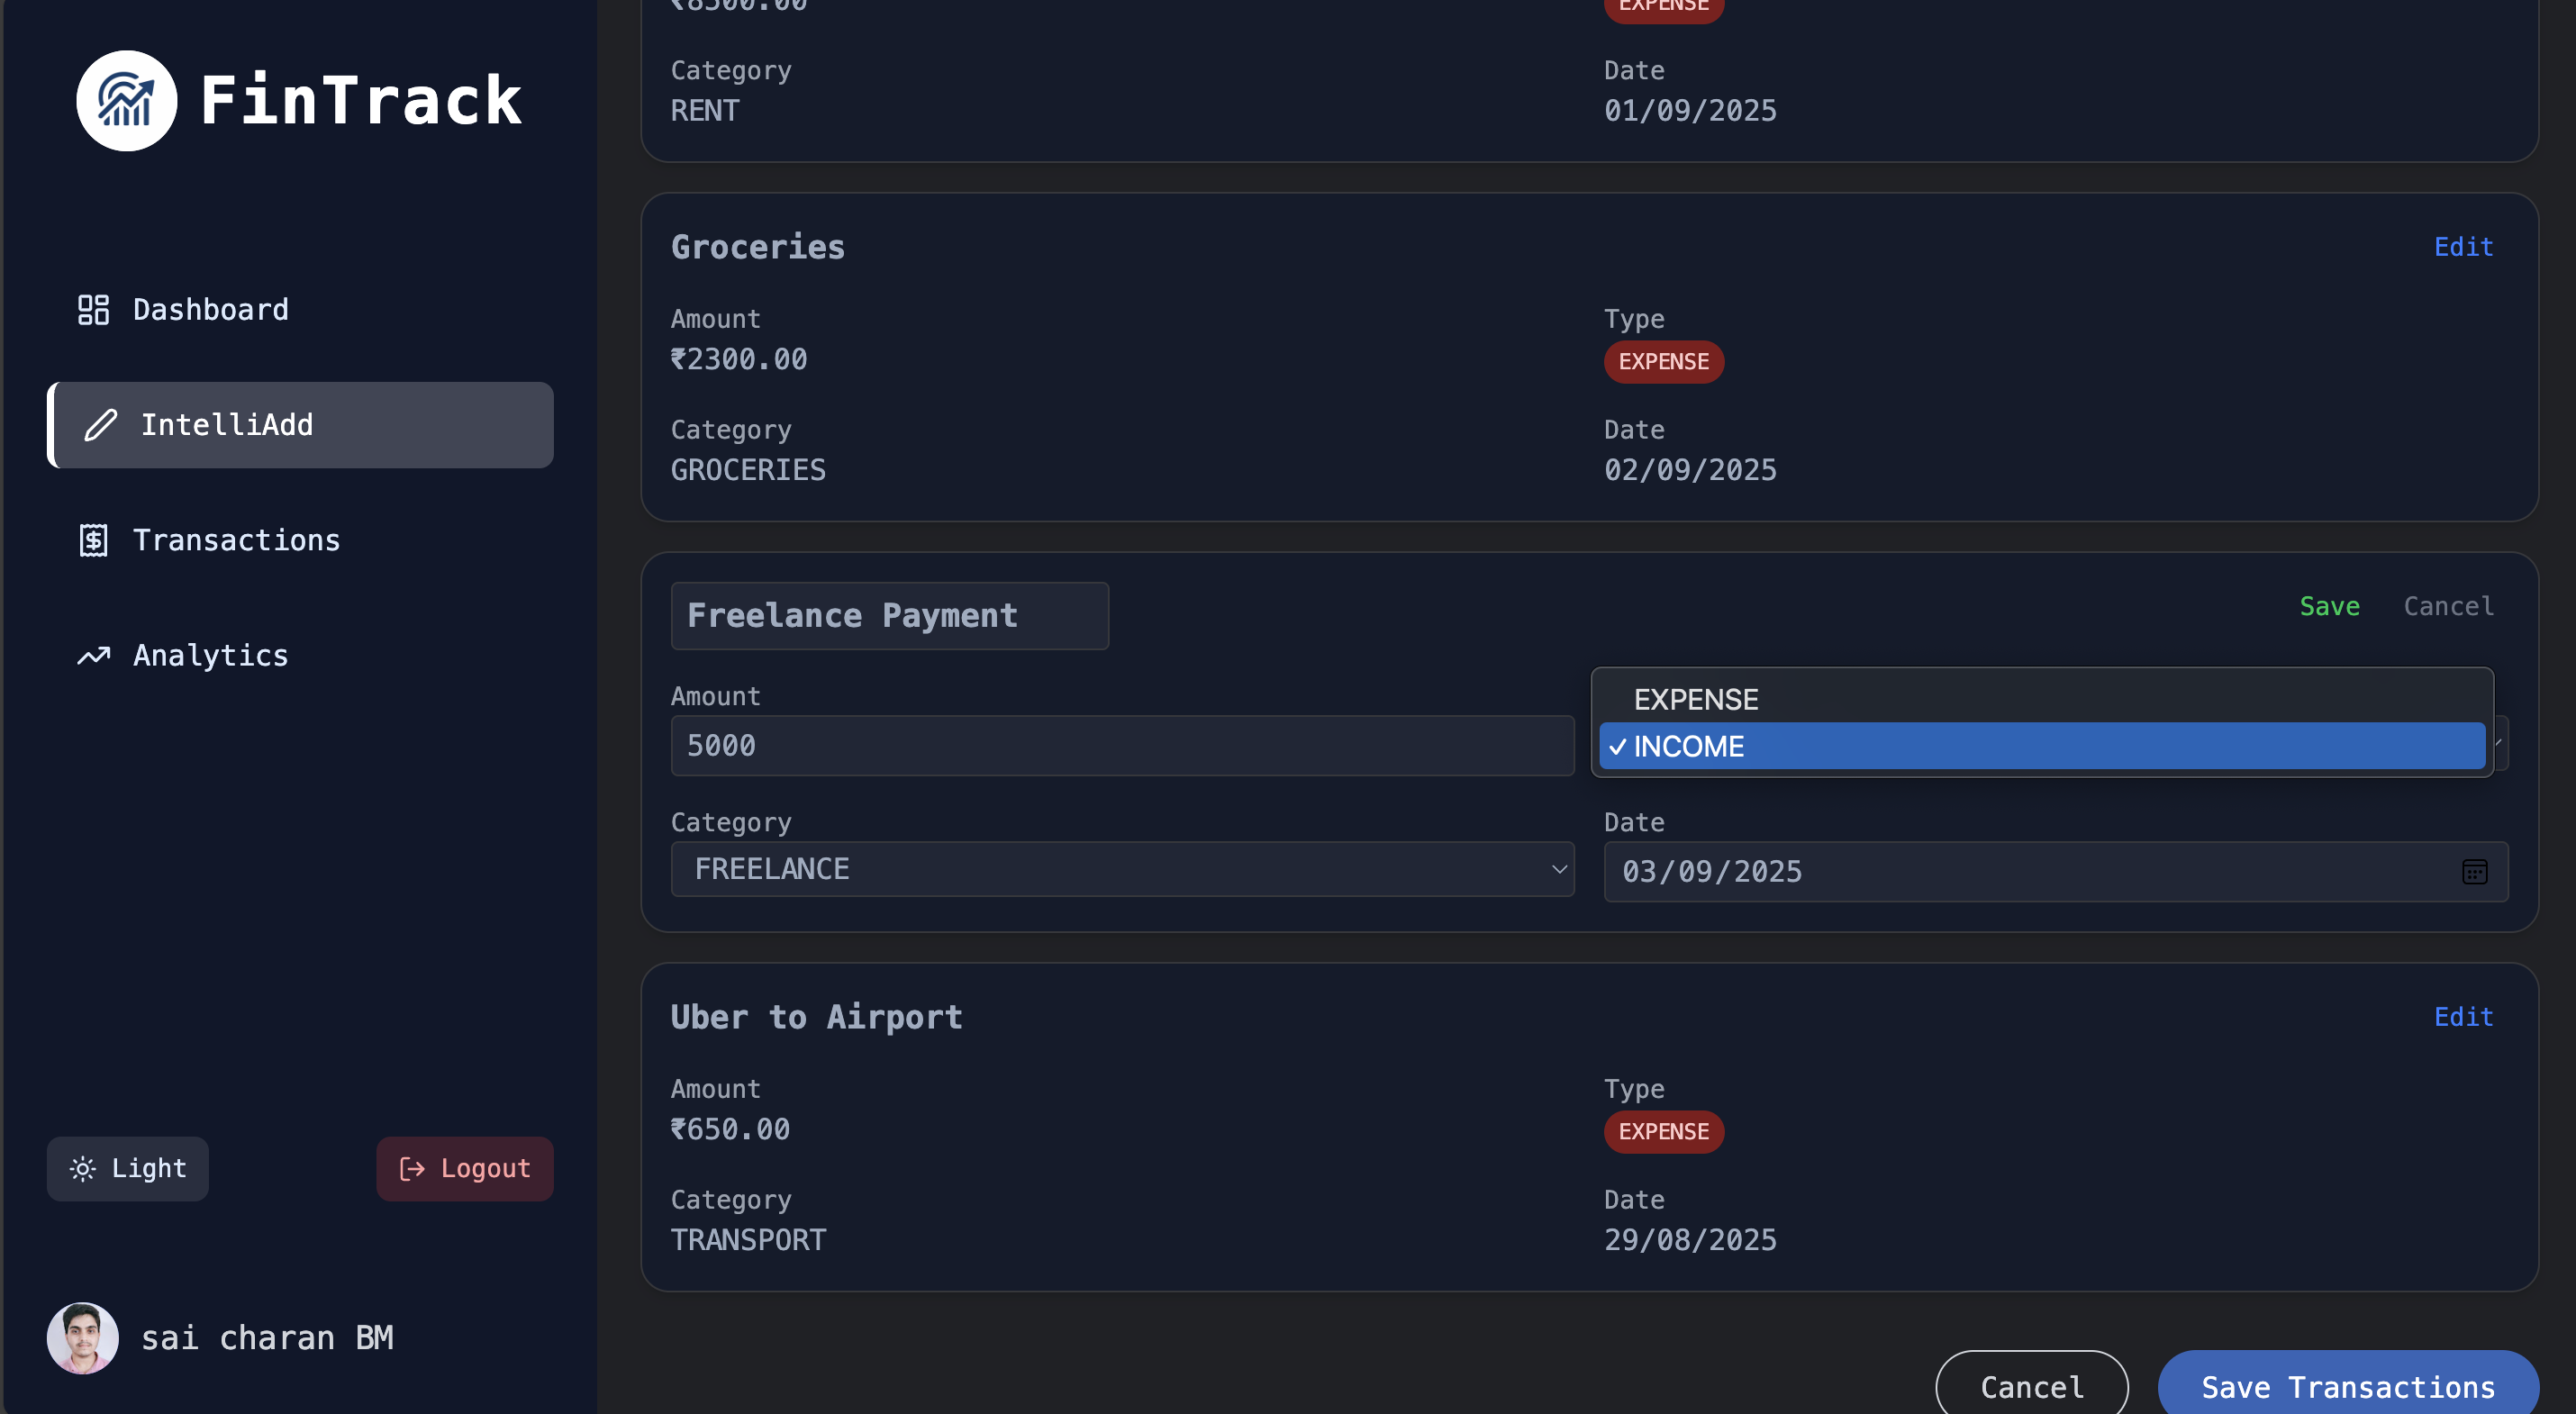 FinTrack
Dashboard
IntelliAdd
Transactions
Analytics
Light
Logout
sai charan BM
₹8500.00
EXPENSE
Category
Date
RENT
01/09/2025
Groceries
Edit
Amount
Type
₹2300.00
EXPENSE
Category
Date
GROCERIES
02/09/2025
Freelance Payment
Save
Cancel
Amount
EXPENSE
5000
INCOME
Category
Date
FREELANCE
03/09/2025
Uber to Airport
Edit
Amount
Type
₹650.00
EXPENSE
Category
Date
TRANSPORT
29/08/2025
Cancel
Save Transactions